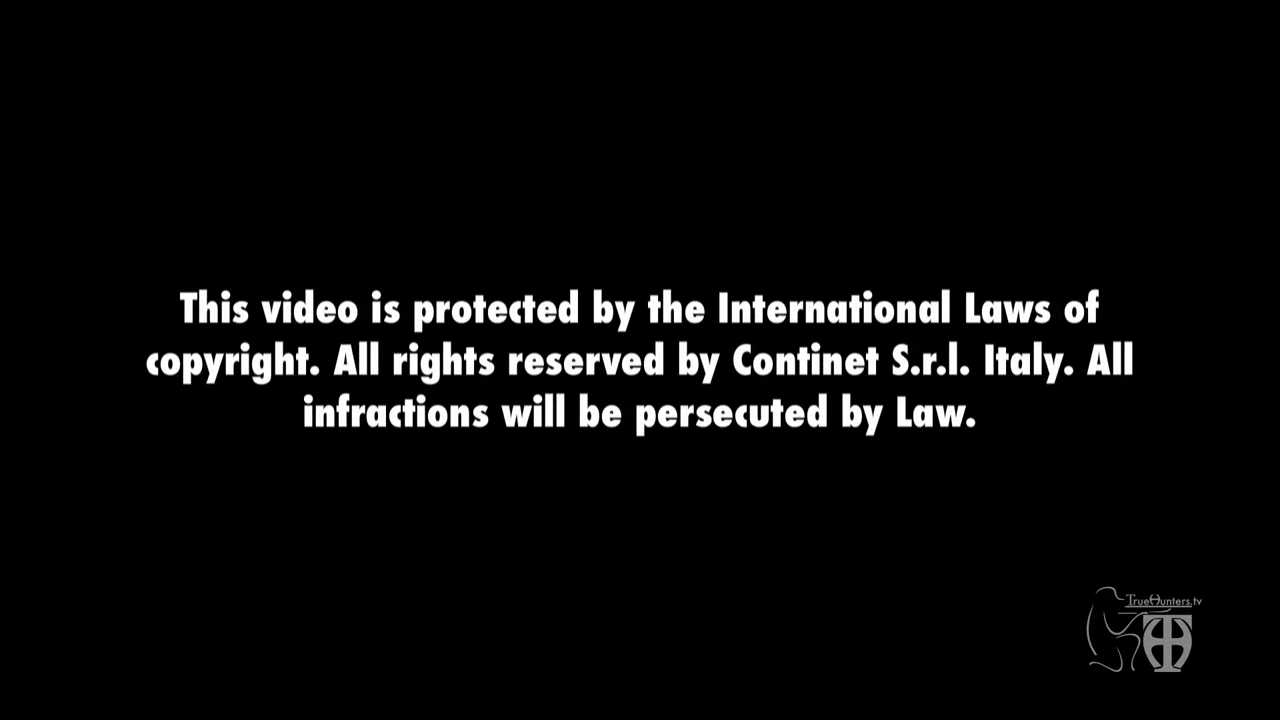 This video is protected by the International Laws of
copyright. All rights reserved by Continet S.r.l. Italy. All
infractions will be persecuted by Law.
TrueHunters.tv
TH